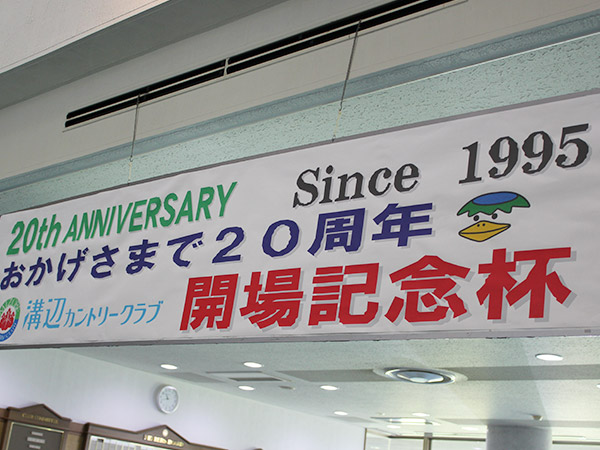 20th ANNIVERSARY
Since 1995
おかげさまで２０周年
溝辺カントリークラブ
開場記念杯